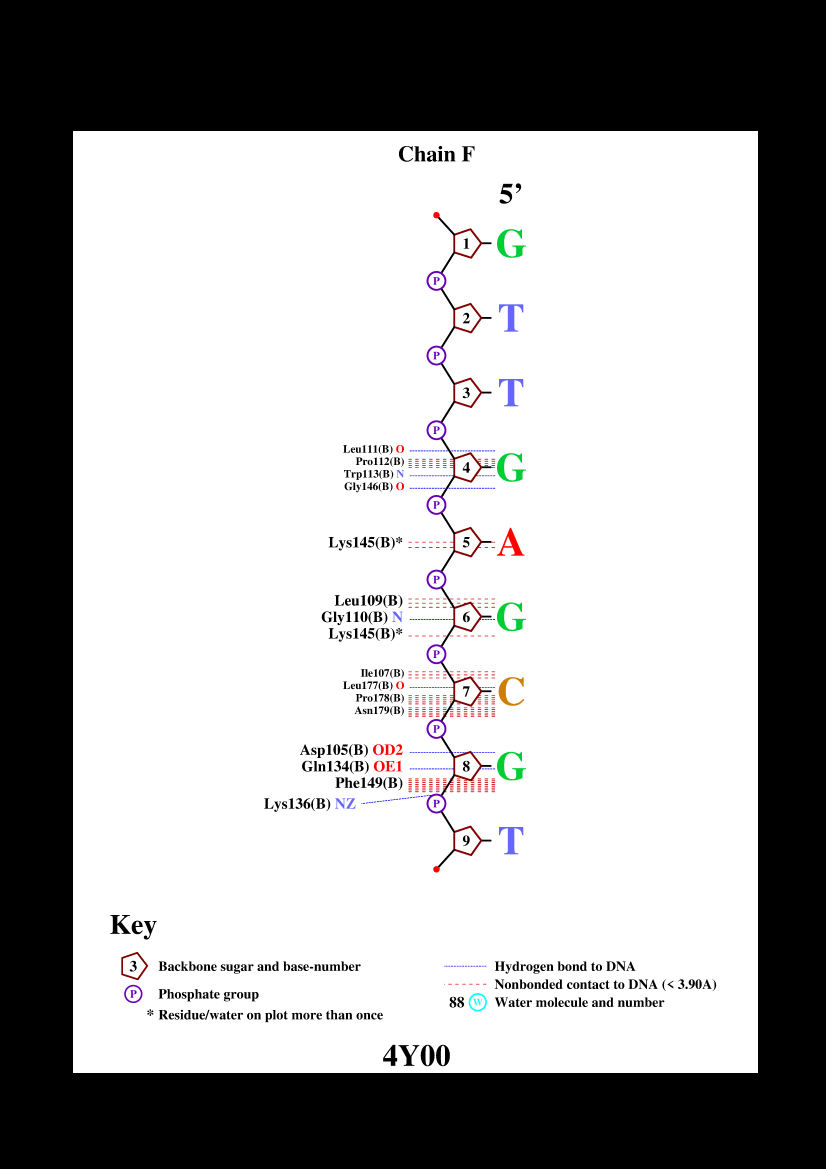 Chain F
5’
1 G
P
2 T
P
3 T
P
Leu111(B) O
Pro112(B)
4 G
Trp113(B) N
Gly146(B) O
P
Lys145(B)* 5 A
P
Leu109(B)
Gly110(B) N 6 G
Lys145(B)*
P
Ile107(B)
Leu177(B) O
7 C
Pro178(B)
Asn179(B)
P
Asp105(B) OD2
Gln134(B) OE1 8 G
Phe149(B)
Lys136(B) NZ P
9 T
Key
3 Backbone sugar and base-number
P Phosphate group
* Residue/water on plot more than once
Hydrogen bond to DNA
Nonbonded contact to DNA (< 3.90A)
88 W Water molecule and number
4Y00